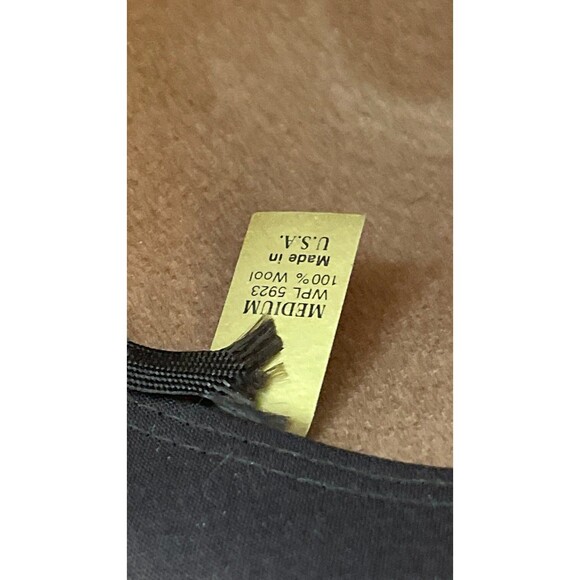 MEDIUM
WPL 5923
100% Wool
Made in
U.S.A.